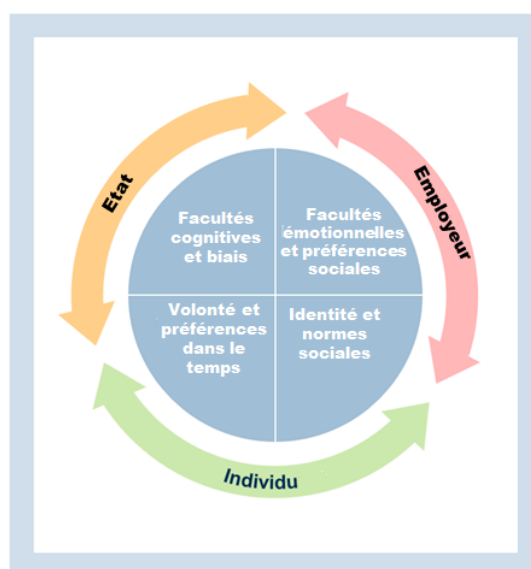 Etat
Employeur
Facultés
cognitives
et biais
Facultés
émotionnelles
et préférences
sociales
Volonté et
préférences
dans le
temps
Identité et
normes
sociales
Individu